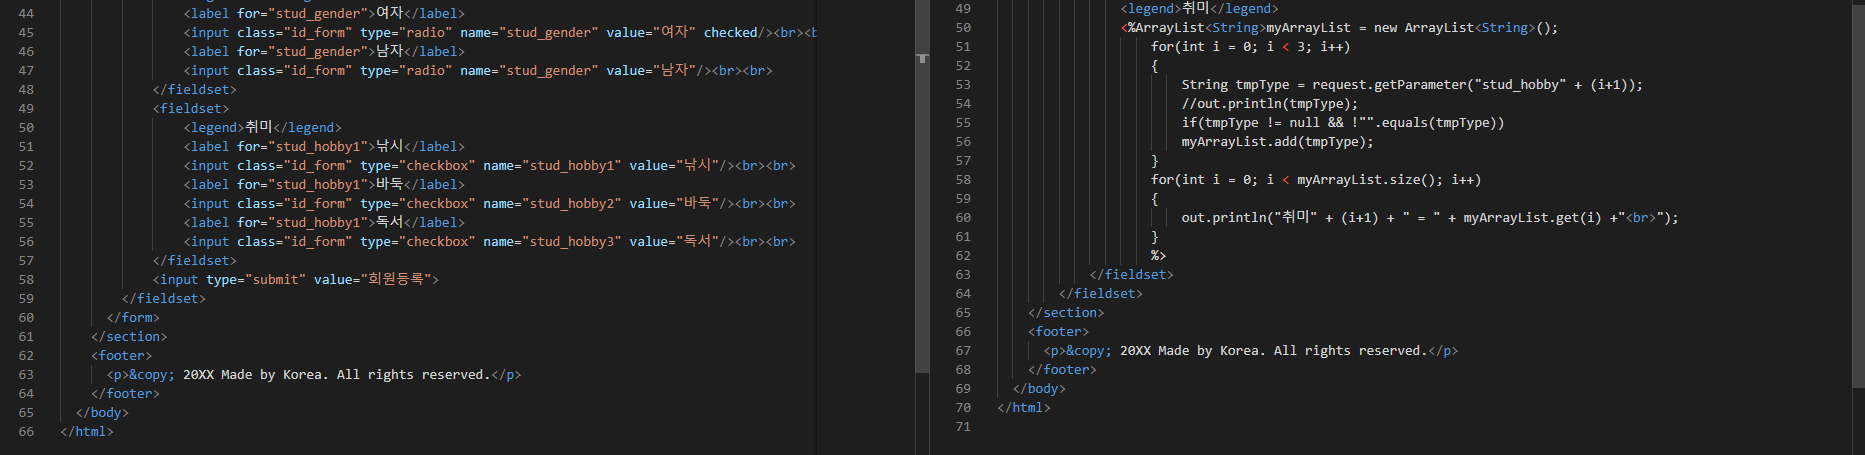 44 <label for="stud_gender">여자</label>
45 <input class="id_form" type="radio" name="stud_gender" value="여자" checked/><br><b
46 <label for="stud_gender">남자</label>
47 <input class="id_form" type="radio" name="stud_gender" value="남자"/><br><br>
48 </fieldset>
49 <fieldset>
50 <legend>취미</legend>
51 <label for="stud_hobby1">낚시</label>
52 <input class="id_form" type="checkbox" name="stud_hobby1" value="낚시"/><br><br>
53 <label for="stud_hobby1">바둑</label>
54 <input class="id_form" type="checkbox" name="stud_hobby2" value="바둑"/><br><br>
55 <label for="stud_hobby1">독서</label>
56 <input class="id_form" type="checkbox" name="stud_hobby3" value="독서"/><br><br>
57 </fieldset>
58 <input type="submit" value="회원등록">
59 </fieldset>
60 </form>
61 </section>
62 <footer>
63 <p>&copy; 20XX Made by Korea. All rights reserved.</p>
64 </footer>
65 </body>
66 </html>
49 <legend>취미</legend>
50 <%ArrayList<String>myArrayList = new ArrayList<String>();
51 for(int i = 0; i < 3; i++)
52 {
53 String tmpType = request.getParameter("stud_hobby" + (i+1));
54 //out.println(tmpType);
55 if(tmpType != null && !"".equals(tmpType))
56 myArrayList.add(tmpType);
57 }
58 for(int i = 0; i < myArrayList.size(); i++)
59 {
60 out.println("취미" + (i+1) + " = " + myArrayList.get(i) +"<br>");
61 }
62 %>
63 </fieldset>
64 </fieldset>
65 </section>
66 <footer>
67 <p>&copy; 20XX Made by Korea. All rights reserved.</p>
68 </footer>
69 </body>
70 </html>
71